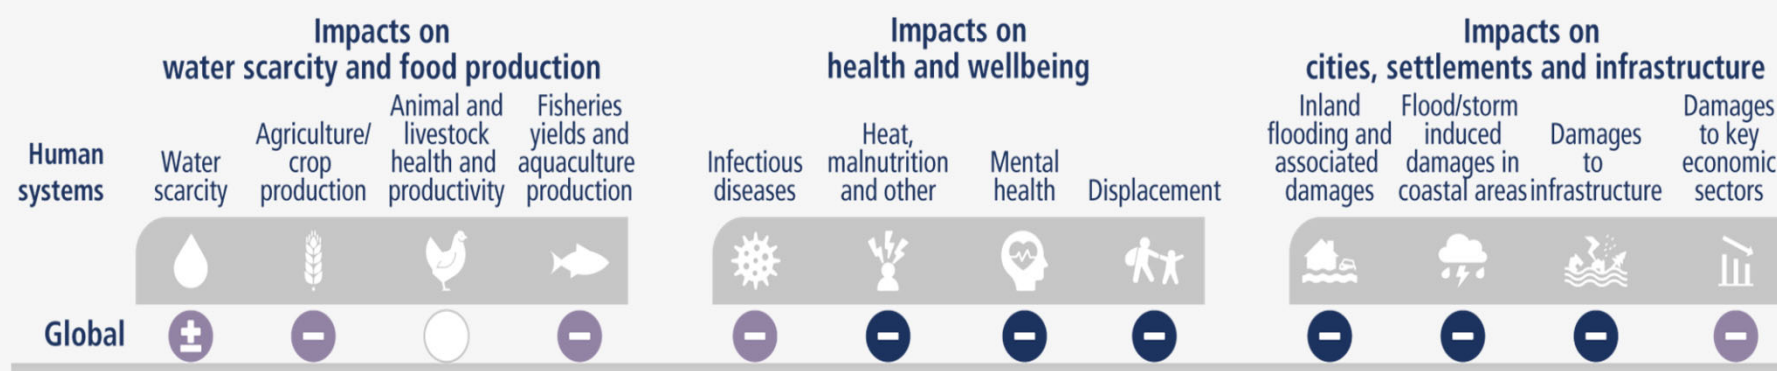 Impacts on
water scarcity and food production
Impacts on
health and wellbeing
Impacts on
cities, settlements and infrastructure
Human
systems
Water
scarcity
Agriculture/
crop
production
Animal and
livestock
health and
productivity
Fisheries
yields and
aquaculture
production
Infectious
diseases
Heat,
malnutrition
and other
Mental
health
Displacement
Inland
flooding and
associated
damages
Flood/storm
induced
damages in
coastal areas
Damages
to
infrastructure
Damages
to key
economic
sectors
Global
± − − − − − − − − − −